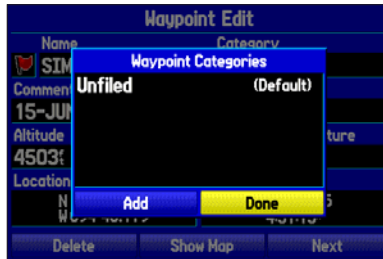 Waypoint Edit
Name Category
SIM
Waypoint Categories
Unfiled (Default)
Comment
15-JUN
Altitude
4503
Location
N
W
Add Done
Delete Show Map Next